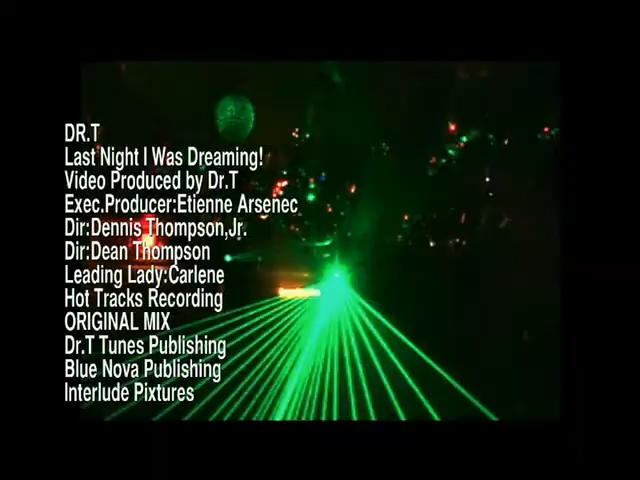 DR.T
Last Night I Was Dreaming!
Video Produced by Dr.T
Exec.Producer:Etienne Arsenec
Dir:Dennis Thompson,Jr.
Dir:Dean Thompson
Leading Lady:Carlene
Hot Tracks Recording
ORIGINAL MIX
Dr.T Tunes Publishing
Blue Nova Publishing
Interlude Pixtures